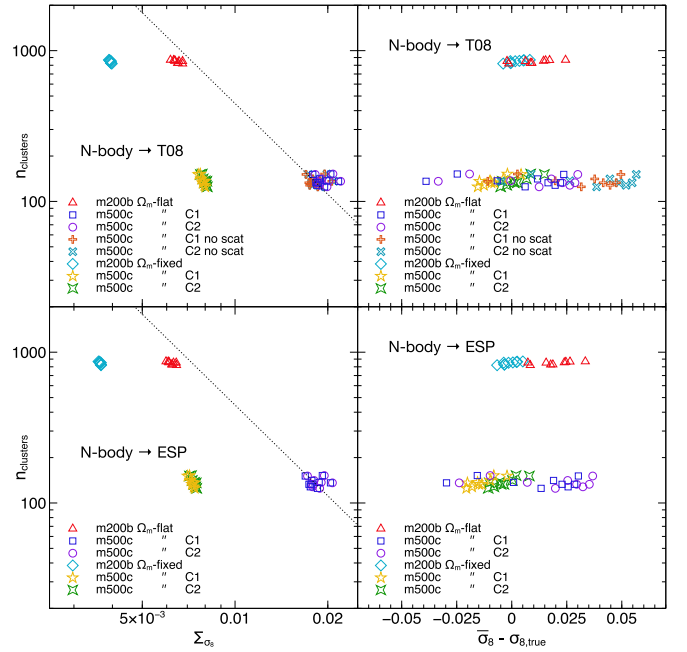 1000
100
n_clusters
N-body → T08
m200b Ω_m-flat
m500c " C1
m500c " C2
m500c " C1 no scat
m500c " C2 no scat
m200b Ω_m-fixed
m500c " C1
m500c " C2
N-body → T08
m200b Ω_m-flat
m500c " C1
m500c " C2
m500c " C1 no scat
m500c " C2 no scat
m200b Ω_m-fixed
m500c " C1
m500c " C2
1000
100
n_clusters
N-body → ESP
m200b Ω_m-flat
m500c " C1
m500c " C2
m200b Ω_m-fixed
m500c " C1
m500c " C2
5×10⁻³ 0.01 0.02
Σ_σ₈
N-body → ESP
m200b Ω_m-flat
m500c " C1
m500c " C2
m200b Ω_m-fixed
m500c " C1
m500c " C2
-0.05 -0.025 0 0.025 0.05
σ̅₈ - σ₈,true